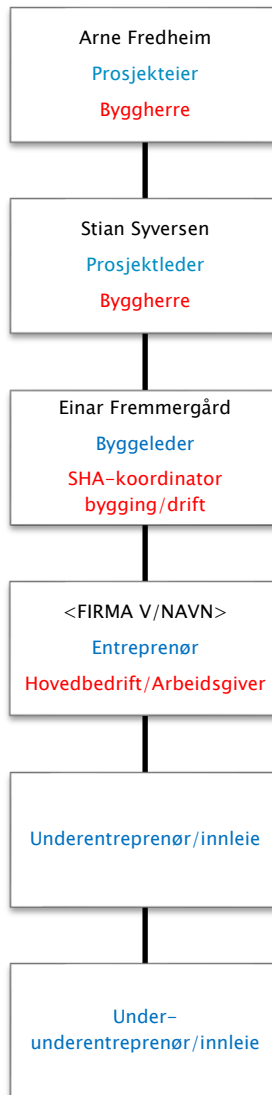 Arne Fredheim
Prosjekteier
Byggherre
Stian Syversen
Prosjektleder
Byggherre
Einar Fremmergård
Byggeleder
SHA-koordinator
bygging/drift
<FIRMA V/NAVN>
Entreprenør
Hovedbedrift/Arbeidsgiver
Underentreprenør/innleie
Under-
underentreprenør/innleie